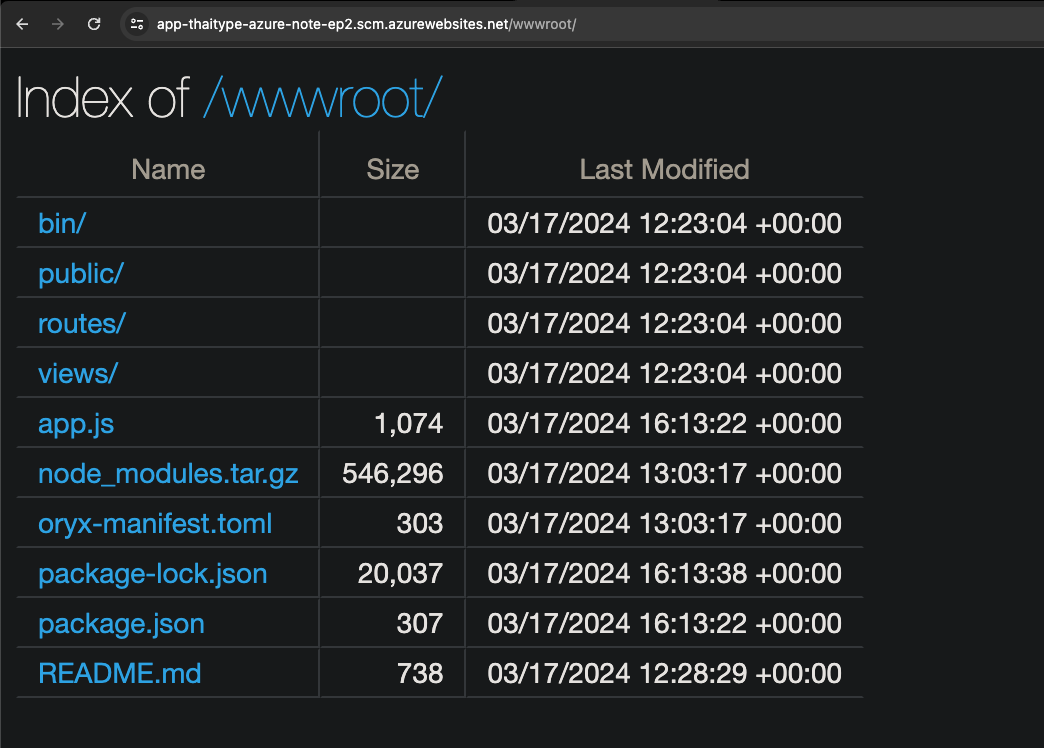 app-thaitype-azure-note-ep2.scm.azurewebsites.net/wwwroot/
Index of /wwwroot/
Name Size Last Modified
bin/ 03/17/2024 12:23:04 +00:00
public/ 03/17/2024 12:23:04 +00:00
routes/ 03/17/2024 12:23:04 +00:00
views/ 03/17/2024 12:23:04 +00:00
app.js 1,074 03/17/2024 16:13:22 +00:00
node_modules.tar.gz 546,296 03/17/2024 13:03:17 +00:00
oryx-manifest.toml 303 03/17/2024 13:03:17 +00:00
package-lock.json 20,037 03/17/2024 16:13:38 +00:00
package.json 307 03/17/2024 16:13:22 +00:00
README.md 738 03/17/2024 12:28:29 +00:00